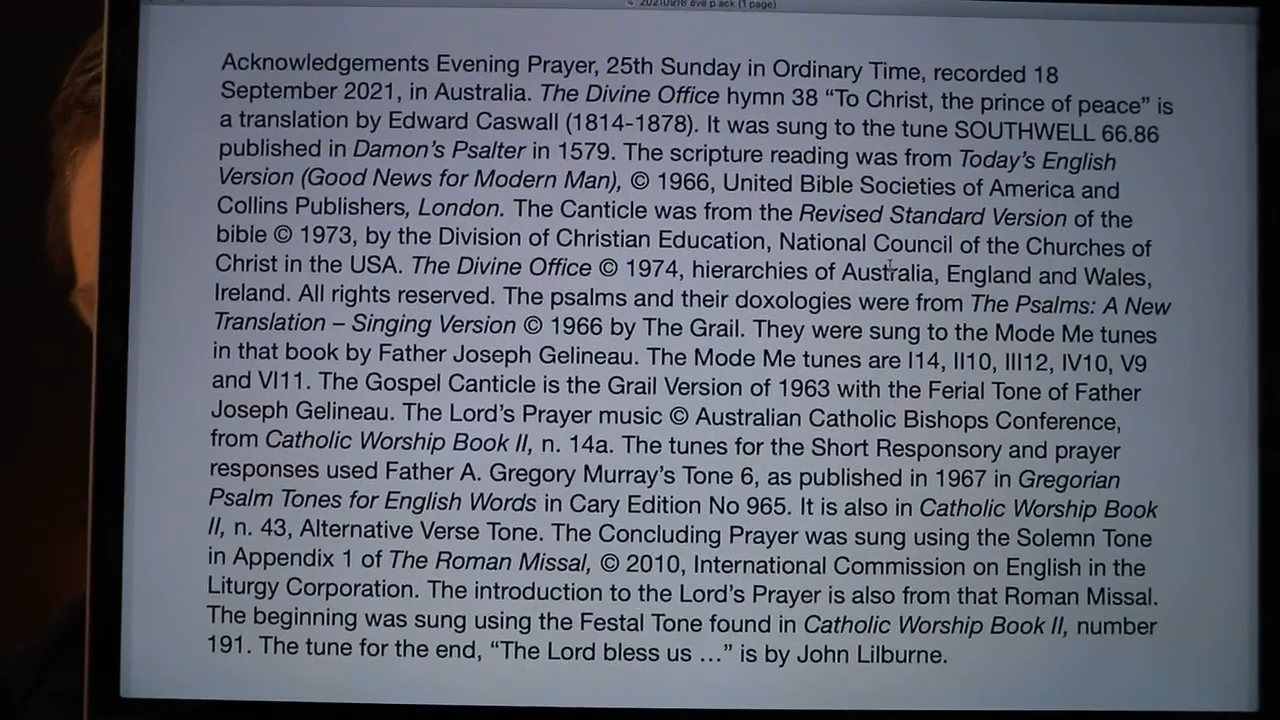 20210918 eve p ack (1 page)
Acknowledgements Evening Prayer, 25th Sunday in Ordinary Time, recorded 18
September 2021, in Australia. The Divine Office hymn 38 “To Christ, the prince of peace” is
a translation by Edward Caswall (1814-1878). It was sung to the tune SOUTHWELL 66.86
published in Damon’s Psalter in 1579. The scripture reading was from Today’s English
Version (Good News for Modern Man), © 1966, United Bible Societies of America and
Collins Publishers, London. The Canticle was from the Revised Standard Version of the
bible © 1973, by the Division of Christian Education, National Council of the Churches of
Christ in the USA. The Divine Office © 1974, hierarchies of Australia, England and Wales,
Ireland. All rights reserved. The psalms and their doxologies were from The Psalms: A New
Translation – Singing Version © 1966 by The Grail. They were sung to the Mode Me tunes
in that book by Father Joseph Gelineau. The Mode Me tunes are I14, II10, III12, IV10, V9
and VI11. The Gospel Canticle is the Grail Version of 1963 with the Ferial Tone of Father
Joseph Gelineau. The Lord’s Prayer music © Australian Catholic Bishops Conference,
from Catholic Worship Book II, n. 14a. The tunes for the Short Responsory and prayer
responses used Father A. Gregory Murray’s Tone 6, as published in 1967 in Gregorian
Psalm Tones for English Words in Cary Edition No 965. It is also in Catholic Worship Book
II, n. 43, Alternative Verse Tone. The Concluding Prayer was sung using the Solemn Tone
in Appendix 1 of The Roman Missal, © 2010, International Commission on English in the
Liturgy Corporation. The introduction to the Lord’s Prayer is also from that Roman Missal.
The beginning was sung using the Festal Tone found in Catholic Worship Book II, number
191. The tune for the end, “The Lord bless us …” is by John Lilburne.